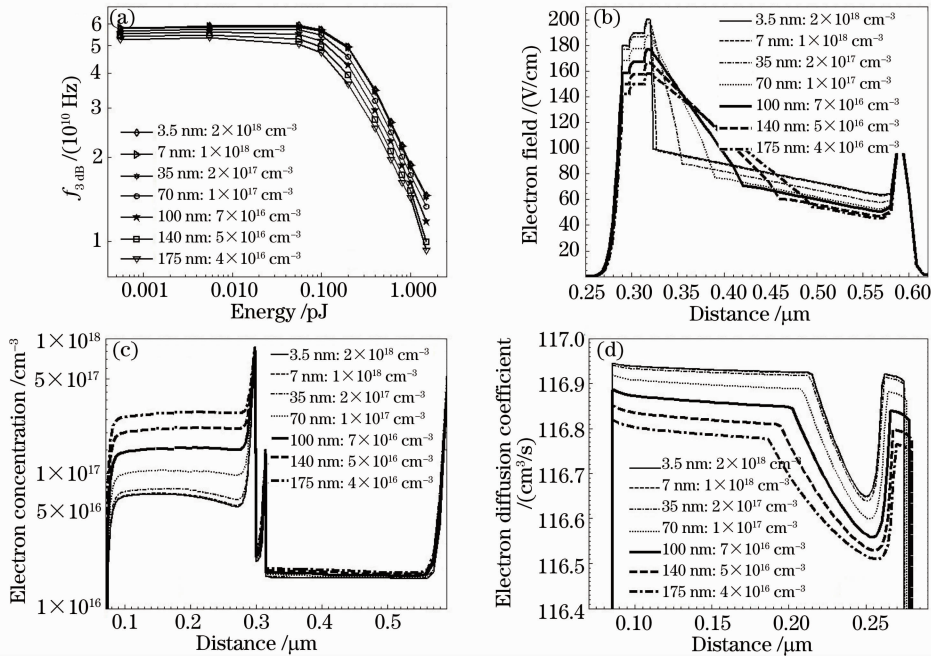 (a)
6
5
4
3
2
1
f3 dB /(10^10 Hz)
3.5 nm: 2×10^18 cm^−3
7 nm: 1×10^18 cm^−3
35 nm: 2×10^17 cm^−3
70 nm: 1×10^17 cm^−3
100 nm: 7×10^16 cm^−3
140 nm: 5×10^16 cm^−3
175 nm: 4×10^16 cm^−3
0.001 0.010 0.100 1.000
Energy /pJ
(b)
200
180
160
140
120
100
80
60
40
20
Electron field /(V/cm)
3.5 nm: 2×10^18 cm^−3
7 nm: 1×10^18 cm^−3
35 nm: 2×10^17 cm^−3
70 nm: 1×10^17 cm^−3
100 nm: 7×10^16 cm^−3
140 nm: 5×10^16 cm^−3
175 nm: 4×10^16 cm^−3
0.25 0.30 0.35 0.40 0.45 0.50 0.55 0.60
Distance /μm
(c)
1×10^18
5×10^17
1×10^17
5×10^16
1×10^16
Electron concentration /cm^−3
3.5 nm: 2×10^18 cm^−3
7 nm: 1×10^18 cm^−3
35 nm: 2×10^17 cm^−3
70 nm: 1×10^17 cm^−3
100 nm: 7×10^16 cm^−3
140 nm: 5×10^16 cm^−3
175 nm: 4×10^16 cm^−3
0.1 0.2 0.3 0.4 0.5
Distance /μm
(d)
117.0
116.9
116.8
116.7
116.6
116.5
116.4
Electron diffusion coefficient
/(cm^3/s)
3.5 nm: 2×10^18 cm^−3
7 nm: 1×10^18 cm^−3
35 nm: 2×10^17 cm^−3
70 nm: 1×10^17 cm^−3
100 nm: 7×10^16 cm^−3
140 nm: 5×10^16 cm^−3
175 nm: 4×10^16 cm^−3
0.10 0.15 0.20 0.25
Distance /μm